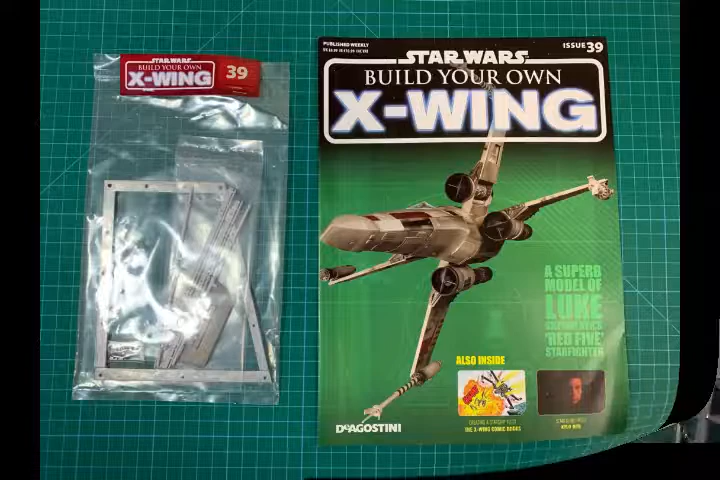 STAR WARS
BUILD YOUR OWN
X-WING
39
PUBLISHED WEEKLY
ISSUE 39
STAR WARS
BUILD YOUR OWN
X-WING
A SUPERB
MODEL OF
LUKE
'RED FIVE'
STARFIGHTER
ALSO INSIDE
THE X-WING COMIC BOOKS
DEAGOSTINI